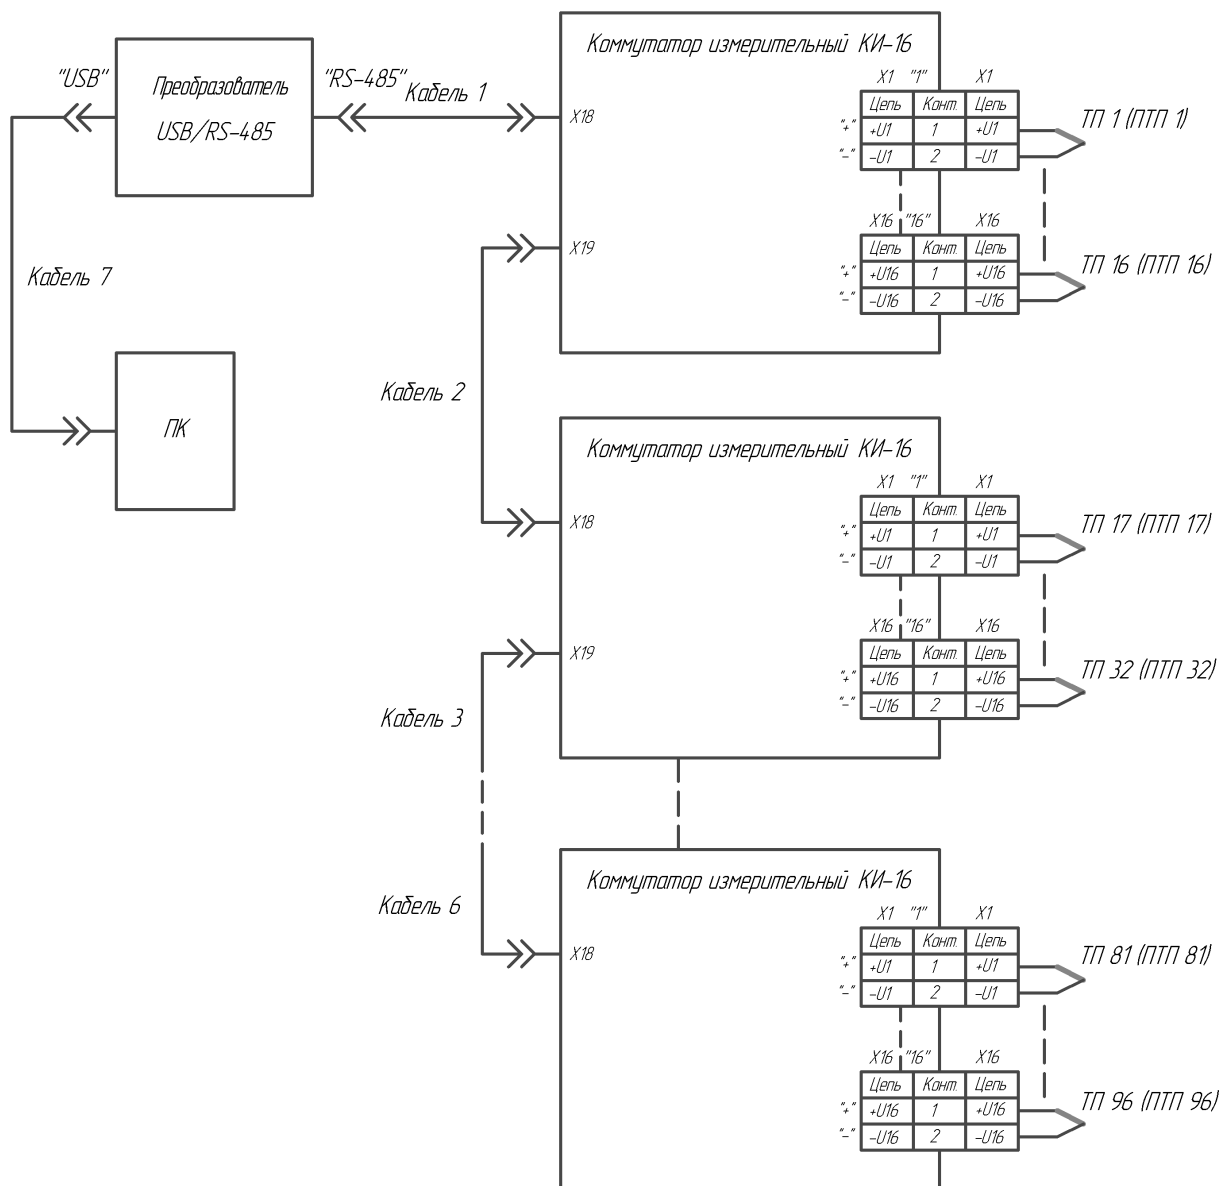 Коммутатор измерительный КИ-16
"USB"
Преобразователь
USB/RS-485
"RS-485"
Кабель 1
X18
X1 "1" X1
Цепь Конт. Цепь
"+" +U1 1 +U1
"-" -U1 2 -U1
ТП 1 (ПТП 1)
X19
X16 "16" X16
Цепь Конт. Цепь
"+" +U16 1 +U16
"-" -U16 2 -U16
ТП 16 (ПТП 16)
Кабель 7
ПК
Кабель 2
Коммутатор измерительный КИ-16
X18
X1 "1" X1
Цепь Конт. Цепь
"+" +U1 1 +U1
"-" -U1 2 -U1
ТП 17 (ПТП 17)
X19
X16 "16" X16
Цепь Конт. Цепь
"+" +U16 1 +U16
"-" -U16 2 -U16
ТП 32 (ПТП 32)
Кабель 3
Кабель 6
Коммутатор измерительный КИ-16
X18
X1 "1" X1
Цепь Конт. Цепь
"+" +U1 1 +U1
"-" -U1 2 -U1
ТП 81 (ПТП 81)
X16 "16" X16
Цепь Конт. Цепь
"+" +U16 1 +U16
"-" -U16 2 -U16
ТП 96 (ПТП 96)